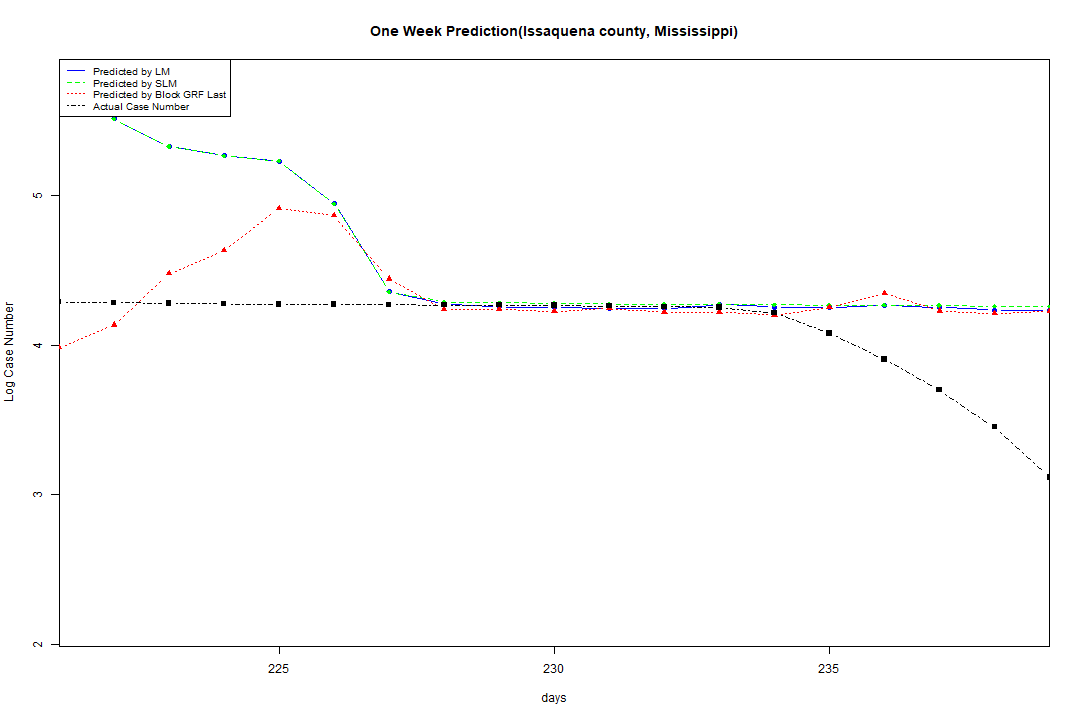 One Week Prediction(Issaquena county, Mississippi)
Predicted by LM
Predicted by SLM
Predicted by Block GRF Last
Actual Case Number
Log Case Number
5
4
3
2
225
230
235
days